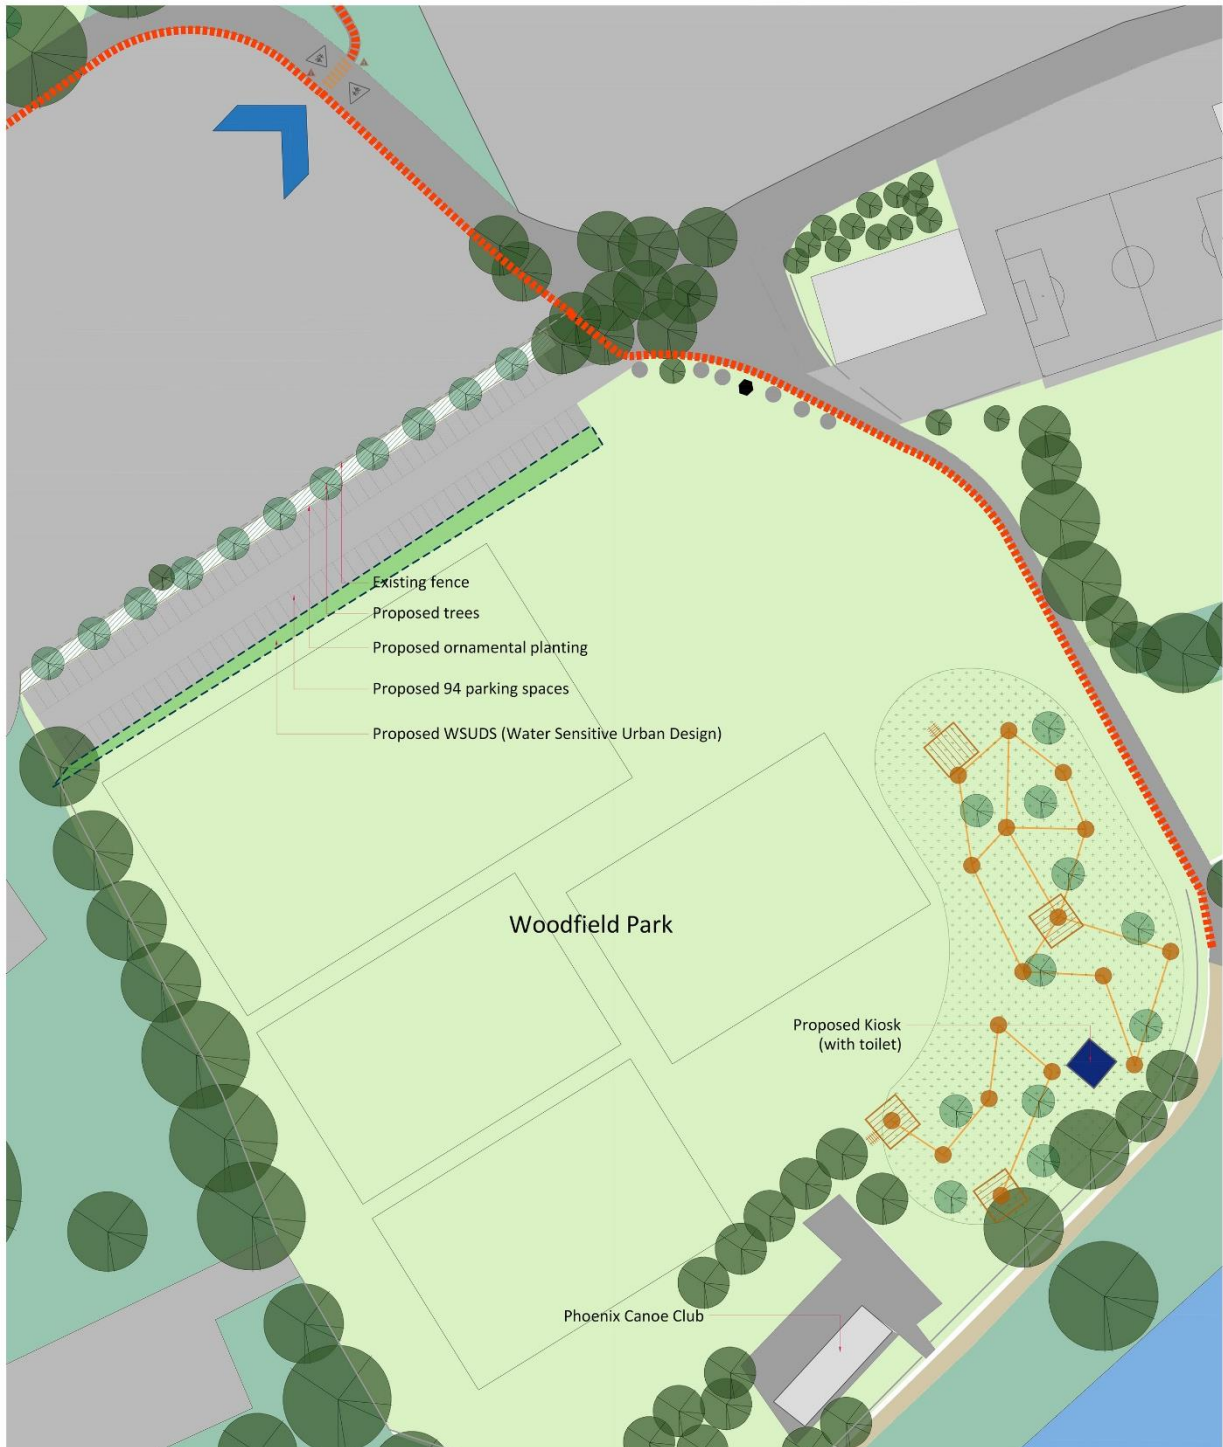 Existing fence
Proposed trees
Proposed ornamental planting
Proposed 94 parking spaces
Proposed WSUDS (Water Sensitive Urban Design)
Woodfield Park
Proposed Kiosk
(with toilet)
Phoenix Canoe Club